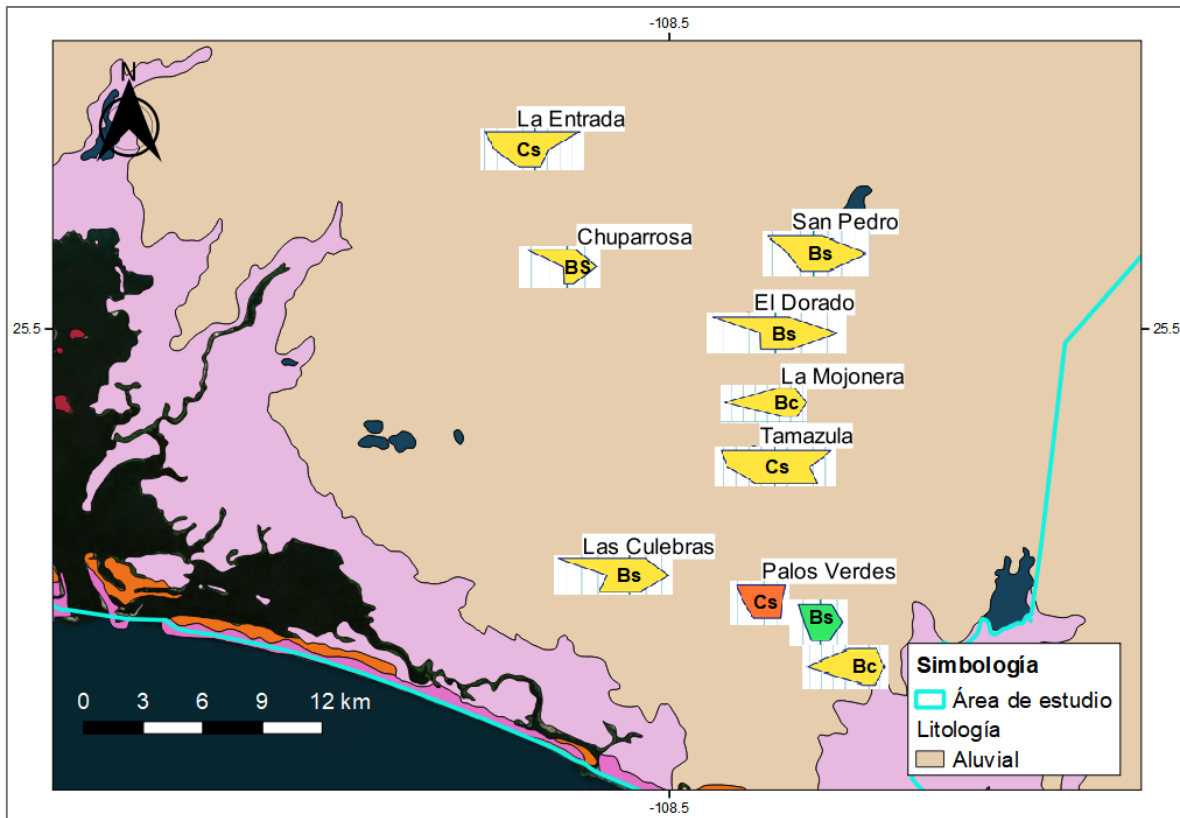 -108.5
N
La Entrada
Cs
San Pedro
Bs
Chuparrosa
BS
El Dorado
Bs
25.5
25.5
La Mojonera
Bc
Tamazula
Cs
Las Culebras
Bs
Palos Verdes
Cs
Bs
Bc
Simbología
Área de estudio
Litología
Aluvial
0 3 6 9 12 km
-108.5